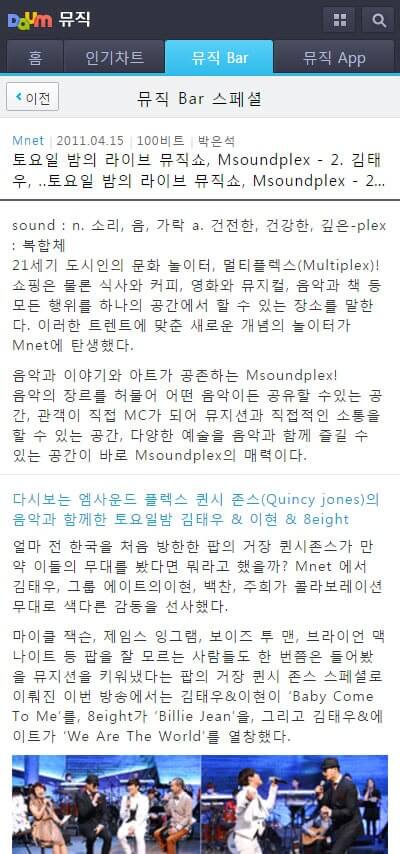 Daum 뮤직
홈 인기차트 뮤직 Bar 뮤직 App
이전 뮤직 Bar 스페셜
Mnet | 2011.04.15 | 100비트 | 박은석
토요일 밤의 라이브 뮤직쇼, Msoundplex - 2. 김태
우, ..토요일 밤의 라이브 뮤직쇼, Msoundplex - 2...
sound : n. 소리, 음, 가락 a. 건전한, 건강한, 깊은-plex
: 복합체
21세기 도시인의 문화 놀이터, 멀티플렉스(Multiplex)!
쇼핑은 물론 식사와 커피, 영화와 뮤지컬, 음악과 책 등
모든 행위를 하나의 공간에서 할 수 있는 장소를 말한
다. 이러한 트렌트에 맞춘 새로운 개념의 놀이터가
Mnet에 탄생했다.
음악과 이야기와 아트가 공존하는 Msoundplex!
음악의 장르를 허물어 어떤 음악이든 공유할 수있는 공
간, 관객이 직접 MC가 되어 뮤지션과 직접적인 소통을
할 수 있는 공간, 다양한 예술을 음악과 함께 즐길 수
있는 공간이 바로 Msoundplex의 매력이다.
다시보는 엠사운드 플렉스 퀸시 존스(Quincy jones)의
음악과 함께한 토요일밤 김태우 & 이현 & 8eight
얼마 전 한국을 처음 방한한 팝의 거장 퀸시존스가 만
약 이들의 무대를 봤다면 뭐라고 했을까? Mnet 에서
김태우, 그룹 에이트의이현, 백찬, 주희가 콜라보레이션
무대로 색다른 감동을 선사했다.
마이클 잭슨, 제임스 잉그램, 보이즈 투 맨, 브라이언 맥
나이트 등 팝을 잘 모르는 사람들도 한 번쯤은 들어봤
을 뮤지션을 키워냈다는 팝의 거장 퀸시 존스 스페셜로
이뤄진 이번 방송에서는 김태우&이현이 ‘Baby Come
To Me’를, 8eight가 ‘Billie Jean’을, 그리고 김태우&에
이트가 ‘We Are The World’를 열창했다.